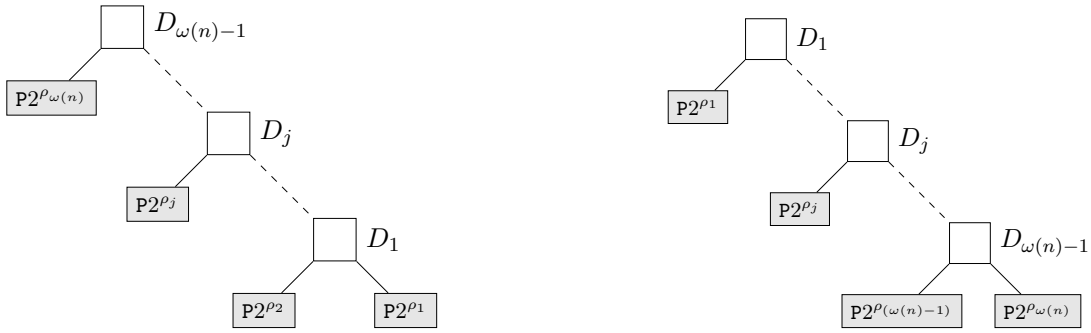 D_{ω(n)−1}
P2^{ρ_{ω(n)}}
D_j
P2^{ρ_j}
D_1
P2^{ρ_2} P2^{ρ_1}
D_1
P2^{ρ_1}
D_j
P2^{ρ_j}
D_{ω(n)−1}
P2^{ρ_{(ω(n)−1)}} P2^{ρ_{ω(n)}}